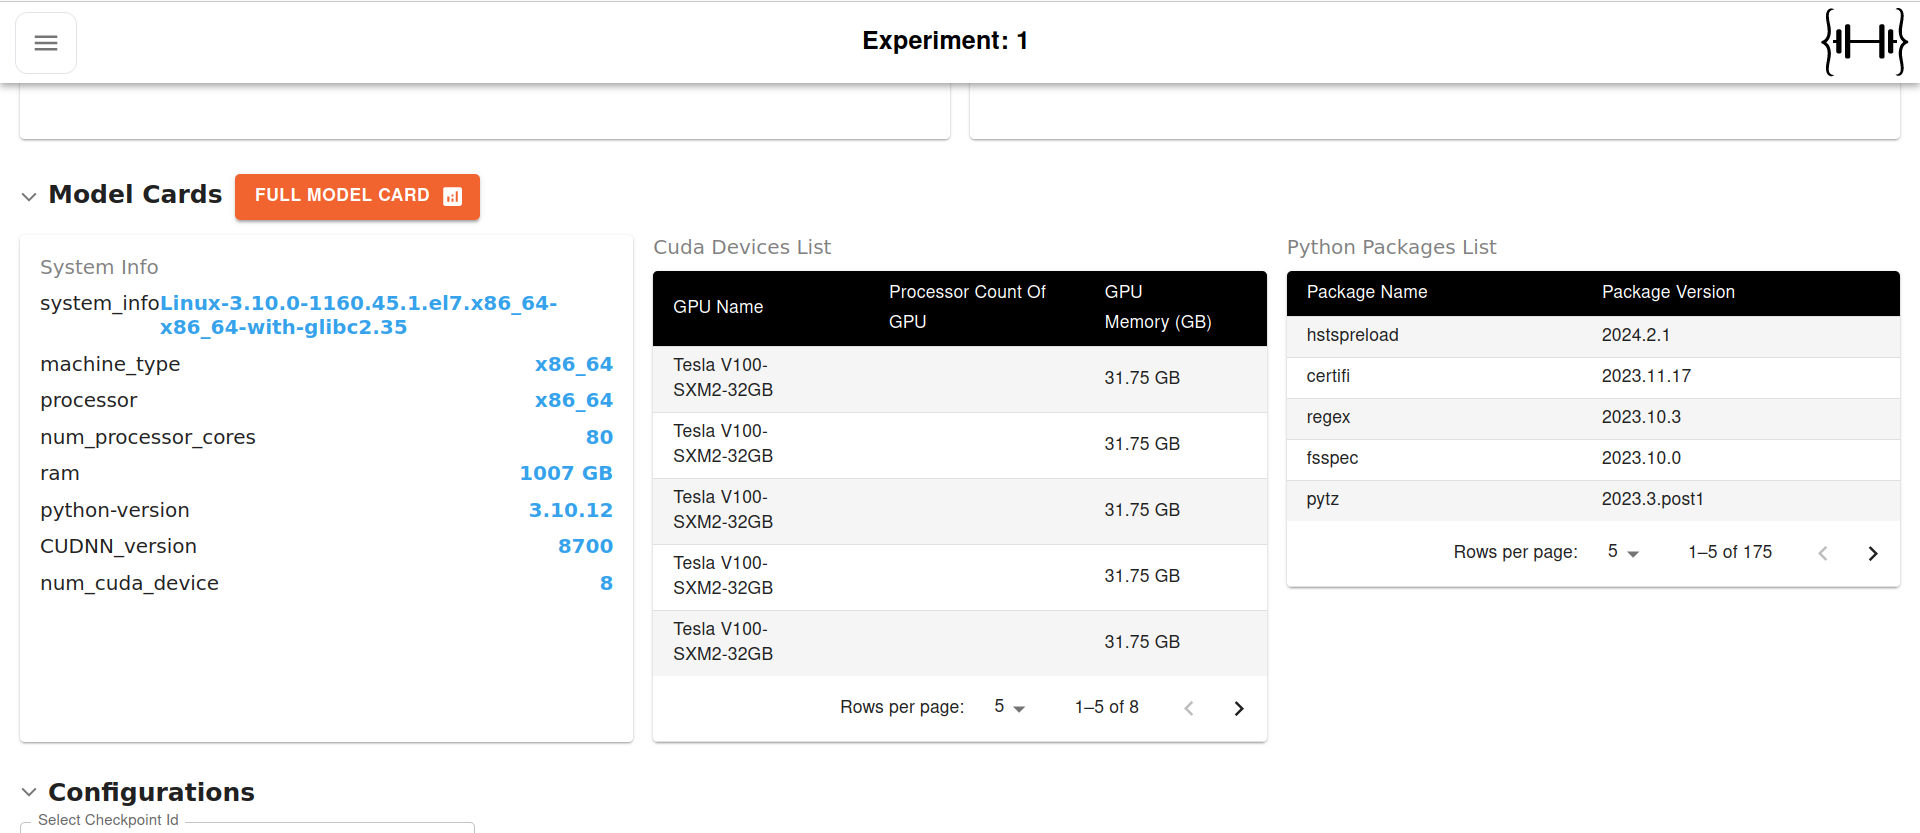 Experiment: 1
Model Cards
FULL MODEL CARD
System Info
system_info Linux-3.10.0-1160.45.1.el7.x86_64-
x86_64-with-glibc2.35
machine_type x86_64
processor x86_64
num_processor_cores 80
ram 1007 GB
python-version 3.10.12
CUDNN_version 8700
num_cuda_device 8
Cuda Devices List
GPU Name
Processor Count Of
GPU
GPU
Memory (GB)
Tesla V100-
SXM2-32GB
31.75 GB
Tesla V100-
SXM2-32GB
31.75 GB
Tesla V100-
SXM2-32GB
31.75 GB
Tesla V100-
SXM2-32GB
31.75 GB
Tesla V100-
SXM2-32GB
31.75 GB
Rows per page: 5 1–5 of 8
Python Packages List
Package Name Package Version
hstspreload 2024.2.1
certifi 2023.11.17
regex 2023.10.3
fsspec 2023.10.0
pytz 2023.3.post1
Rows per page: 5 1–5 of 175
Configurations
Select Checkpoint Id